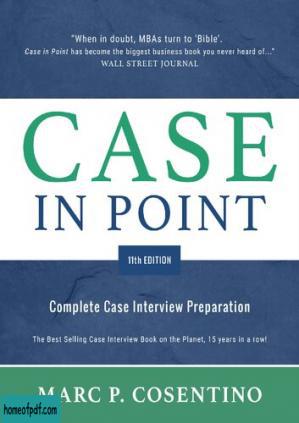 "When in doubt, MBAs turn to 'Bible'.
Case in Point has become the biggest business book you never heard of..."
WALL STREET JOURNAL
CASE
IN POINT
11th EDITION
Complete Case Interview Preparation
The Best Selling Case Interview Book on the Planet, 15 years in a row!
MARC P. COSENTINO
homeofpdf.com